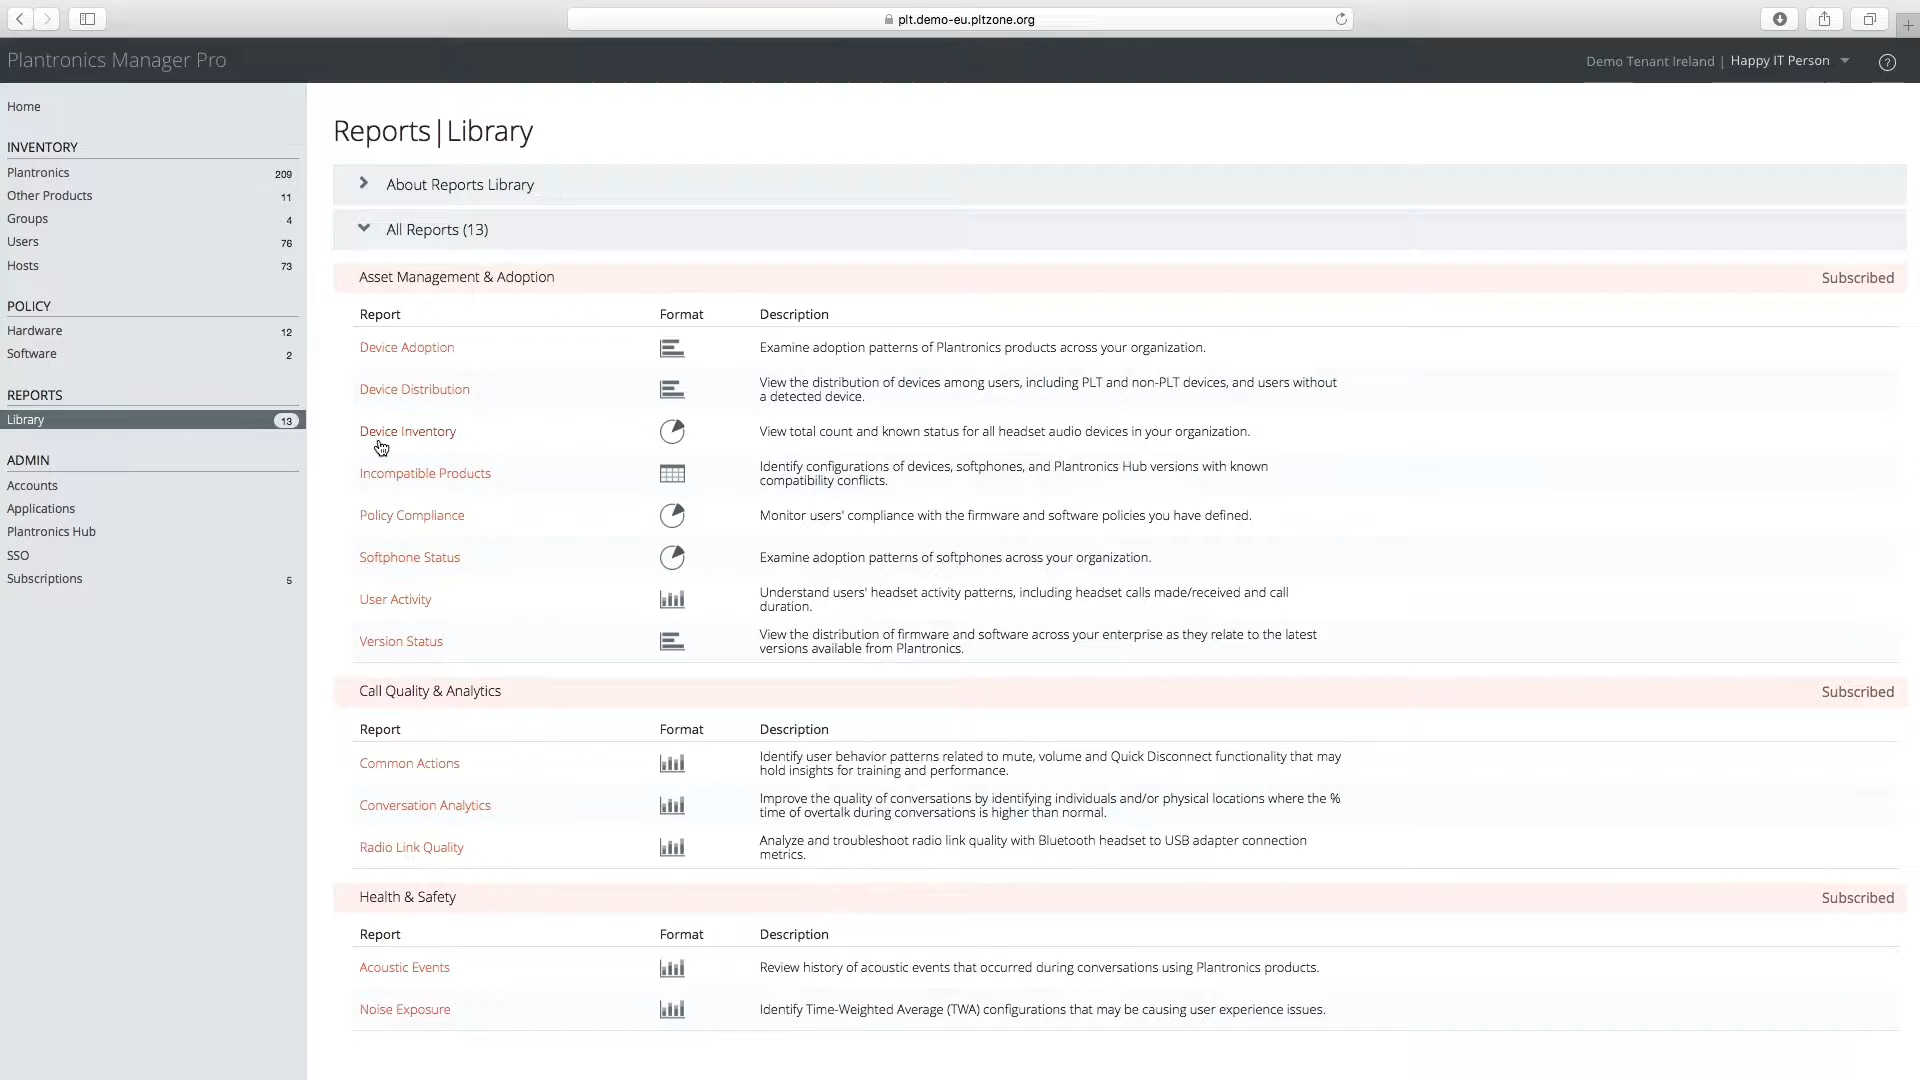 plt.demo-eu.pltzone.org
Plantronics Manager Pro
Demo Tenant Ireland | Happy IT Person
?
Home
INVENTORY
Plantronics 209
Other Products 11
Groups 4
Users 76
Hosts 73
POLICY
Hardware 12
Software 2
REPORTS
Library 13
ADMIN
Accounts
Applications
Plantronics Hub
SSO
Subscriptions 5
Reports|Library
About Reports Library
All Reports (13)
Asset Management & Adoption Subscribed
Report Format Description
Device Adoption Examine adoption patterns of Plantronics products across your organization.
Device Distribution View the distribution of devices among users, including PLT and non-PLT devices, and users without
a detected device.
Device Inventory View total count and known status for all headset audio devices in your organization.
Incompatible Products Identify configurations of devices, softphones, and Plantronics Hub versions with known
compatibility conflicts.
Policy Compliance Monitor users' compliance with the firmware and software policies you have defined.
Softphone Status Examine adoption patterns of softphones across your organization.
User Activity Understand users' headset activity patterns, including headset calls made/received and call
duration.
Version Status View the distribution of firmware and software across your enterprise as they relate to the latest
versions available from Plantronics.
Call Quality & Analytics Subscribed
Report Format Description
Common Actions Identify user behavior patterns related to mute, volume and Quick Disconnect functionality that may
hold insights for training and performance.
Conversation Analytics Improve the quality of conversations by identifying individuals and/or physical locations where the %
time of overtalk during conversations is higher than normal.
Radio Link Quality Analyze and troubleshoot radio link quality with Bluetooth headset to USB adapter connection
metrics.
Health & Safety Subscribed
Report Format Description
Acoustic Events Review history of acoustic events that occurred during conversations using Plantronics products.
Noise Exposure Identify Time-Weighted Average (TWA) configurations that may be causing user experience issues.